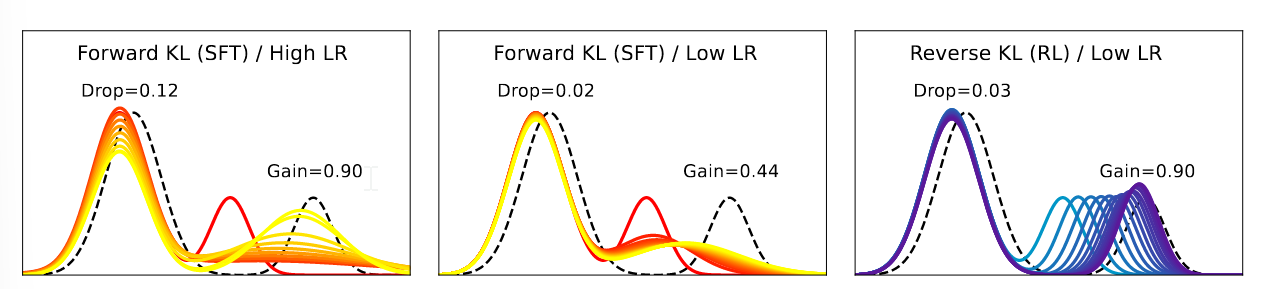 Forward KL (SFT) / High LR
Drop=0.12
Gain=0.90
Forward KL (SFT) / Low LR
Drop=0.02
Gain=0.44
Reverse KL (RL) / Low LR
Drop=0.03
Gain=0.90